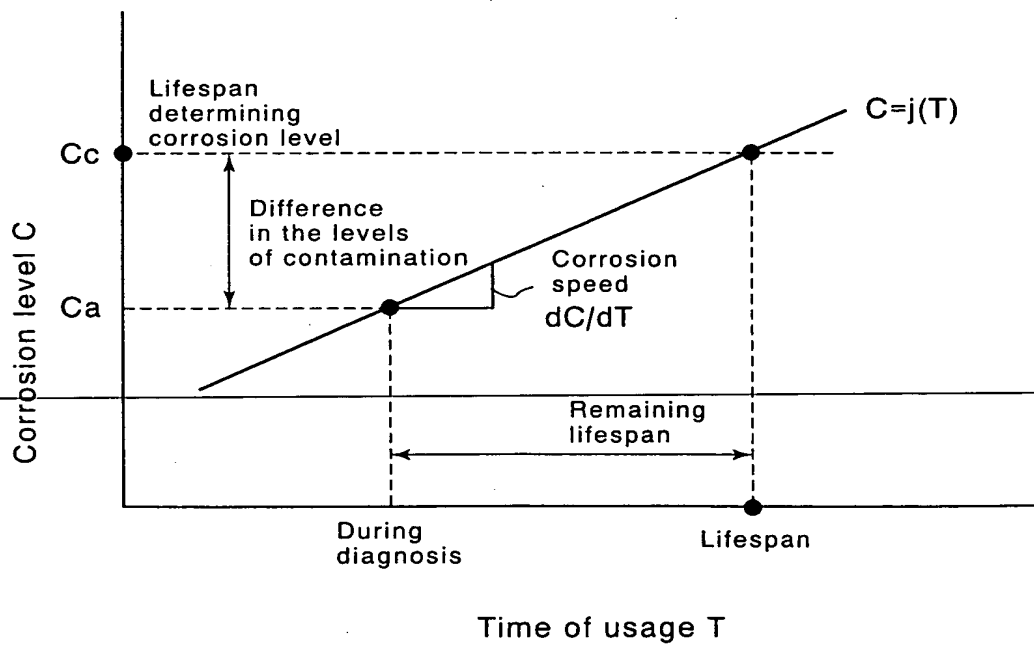 Lifespan
determining
corrosion level
C=j(T)
Cc
Difference
in the levels
of contamination
Corrosion
speed
dC/dT
Ca
Corrosion level C
Remaining
lifespan
During
diagnosis
Lifespan
Time of usage T